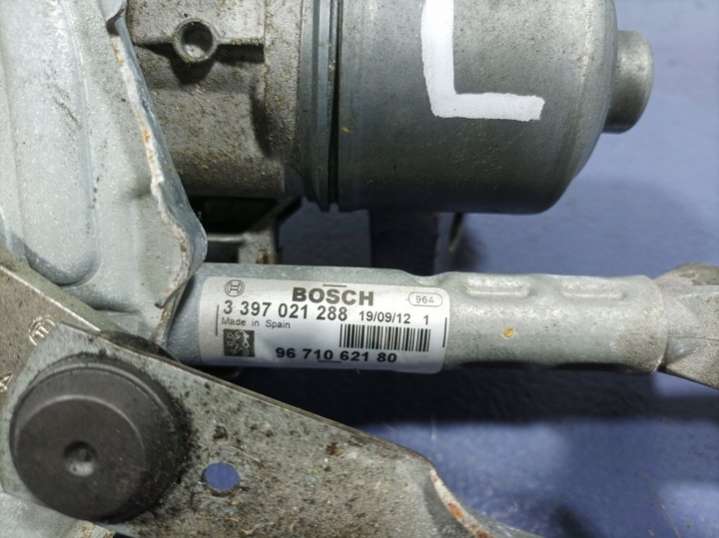 L
BOSCH 964
3 397 021 288 19/09/12 1
Made in Spain
96 710 621 80